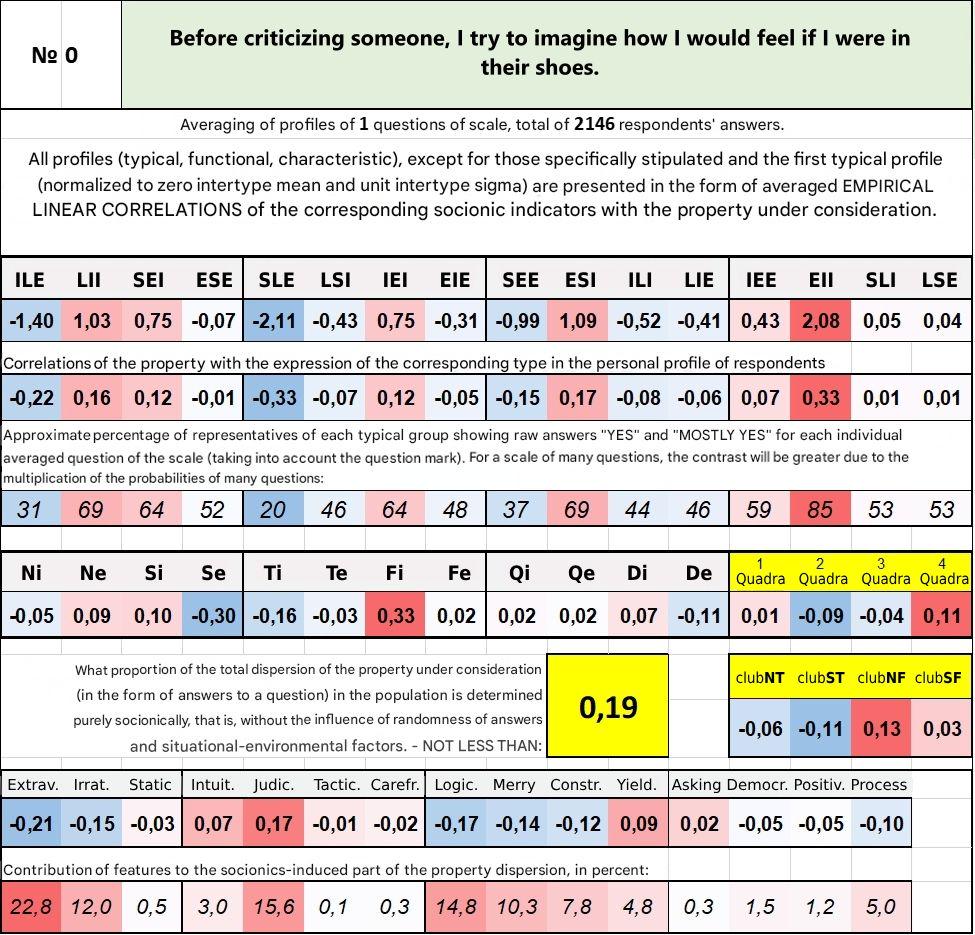 № 0
Before criticizing someone, I try to imagine how I would feel if I were in
their shoes.
Averaging of profiles of 1 questions of scale, total of 2146 respondents' answers.
All profiles (typical, functional, characteristic), except for those specifically stipulated and the first typical profile
(normalized to zero intertype mean and unit intertype sigma) are presented in the form of averaged EMPIRICAL
LINEAR CORRELATIONS of the corresponding socionic indicators with the property under consideration.
ILE LII SEI ESE SLE LSI IEI EIE SEE ESI ILI LIE IEE EII SLI LSE
-1,40 1,03 0,75 -0,07 -2,11 -0,43 0,75 -0,31 -0,99 1,09 -0,52 -0,41 0,43 2,08 0,05 0,04
Correlations of the property with the expression of the corresponding type in the personal profile of respondents
-0,22 0,16 0,12 -0,01 -0,33 -0,07 0,12 -0,05 -0,15 0,17 -0,08 -0,06 0,07 0,33 0,01 0,01
Approximate percentage of representatives of each typical group showing raw answers "YES" and "MOSTLY YES" for each individual
averaged question of the scale (taking into account the question mark). For a scale of many questions, the contrast will be greater due to the
multiplication of the probabilities of many questions:
31 69 64 52 20 46 64 48 37 69 44 46 59 85 53 53
Ni Ne Si Se Ti Te Fi Fe Qi Qe Di De 1 Quadra 2 Quadra 3 Quadra 4 Quadra
-0,05 0,09 0,10 -0,30 -0,16 -0,03 0,33 0,02 0,02 0,02 0,07 -0,11 0,01 -0,09 -0,04 0,11
What proportion of the total dispersion of the property under consideration
(in the form of answers to a question) in the population is determined
purely socionically, that is, without the influence of randomness of answers
and situational-environmental factors. - NOT LESS THAN:
0,19
clubNT clubST clubNF clubSF
-0,06 -0,11 0,13 0,03
Extrav. Irrat. Static Intuit. Judic. Tactic. Carefr. Logic. Merry Constr. Yield. Asking Democr. Positiv. Process
-0,21 -0,15 -0,03 0,07 0,17 -0,01 -0,02 -0,17 -0,14 -0,12 0,09 0,02 -0,05 -0,05 -0,10
Contribution of features to the socionics-induced part of the property dispersion, in percent:
22,8 12,0 0,5 3,0 15,6 0,1 0,3 14,8 10,3 7,8 4,8 0,3 1,5 1,2 5,0